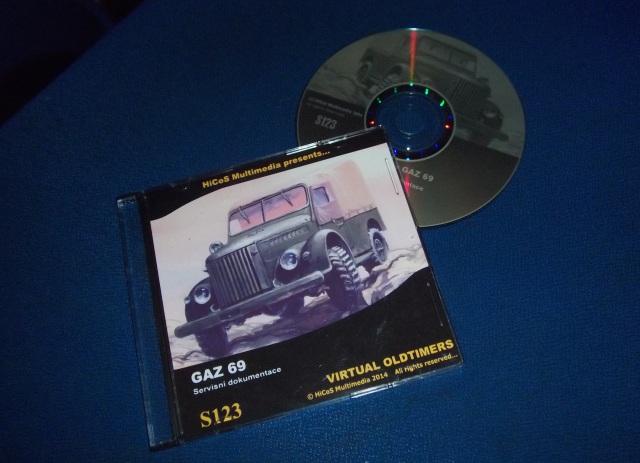 HiCoS Multimedia presents...
GAZ 69
Servisní dokumentace
VIRTUAL OLDTIMERS
© HiCoS Multimedia 2014 All rights reserved...
S123
S123
GAZ 69